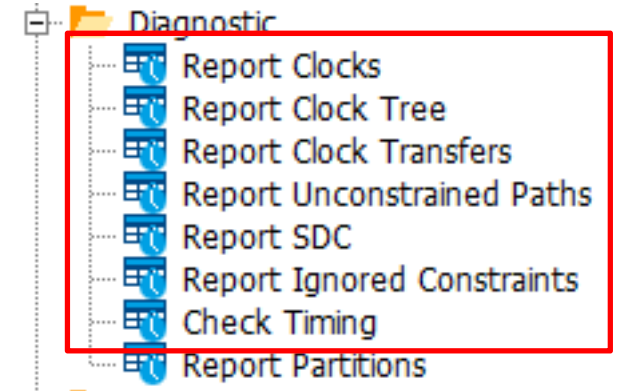 Diagnostic
Report Clocks
Report Clock Tree
Report Clock Transfers
Report Unconstrained Paths
Report SDC
Report Ignored Constraints
Check Timing
Report Partitions